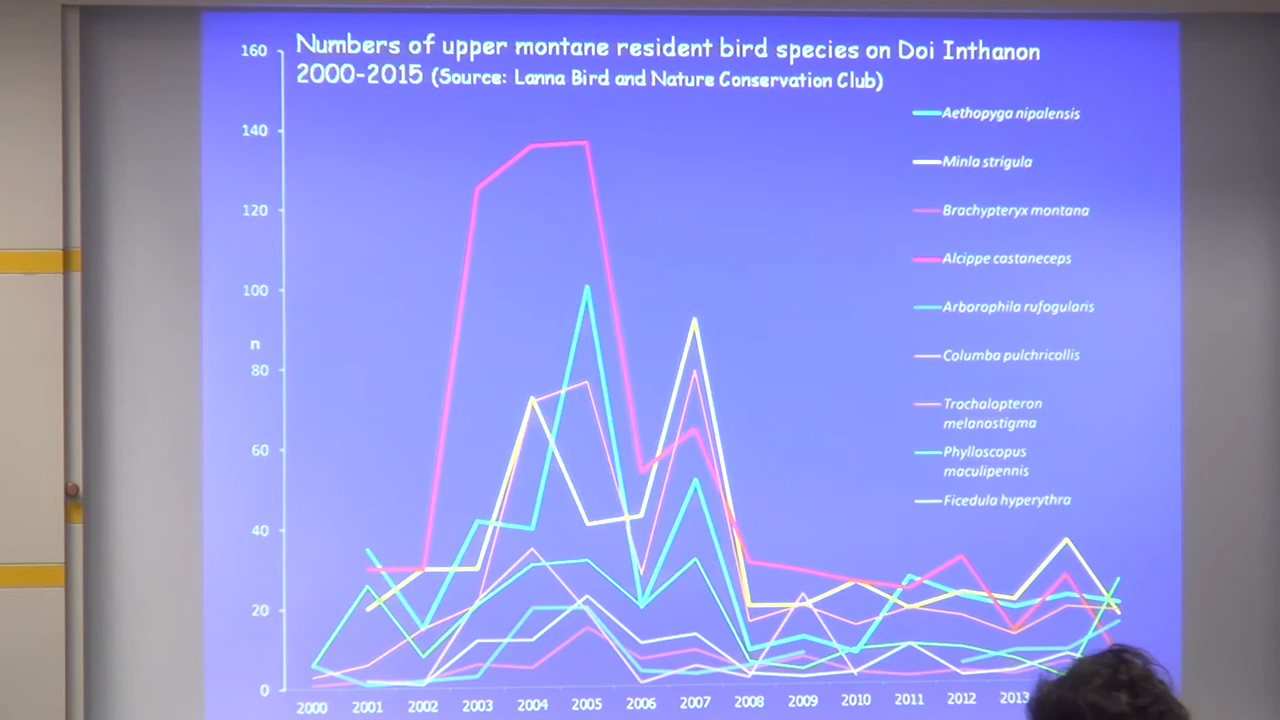 Numbers of upper montane resident bird species on Doi Inthanon
2000-2015 (Source: Lanna Bird and Nature Conservation Club)
160
140
120
100
n
80
60
40
20
0
Aethopyga nipalensis
Minla strigula
Brachypteryx montana
Alcippe castaneceps
Arborophila rufogularis
Columba pulchricollis
Trochalopteron
melanostigma
Phylloscopus
maculipennis
Ficedula hyperythra
2000 2001 2002 2003 2004 2005 2006 2007 2008 2009 2010 2011 2012 2013